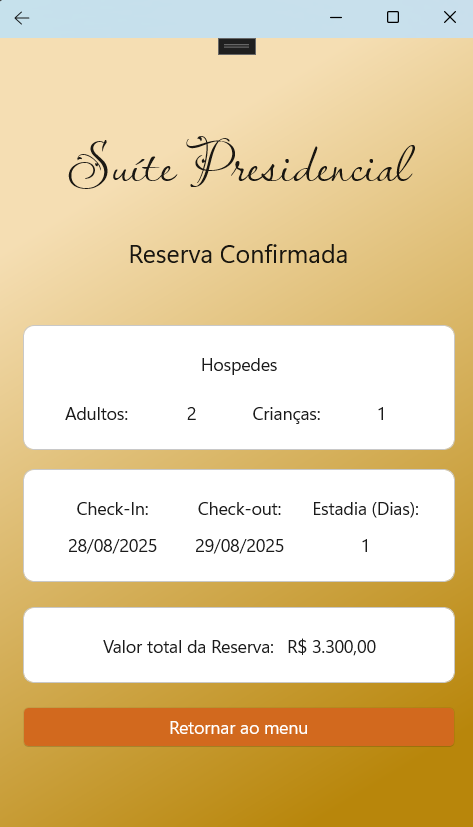 Suíte Presidencial
Reserva Confirmada
Hospedes
Adultos: 2 Crianças: 1
Check-In: Check-out: Estadia (Dias):
28/08/2025 29/08/2025 1
Valor total da Reserva: R$ 3.300,00
Retornar ao menu